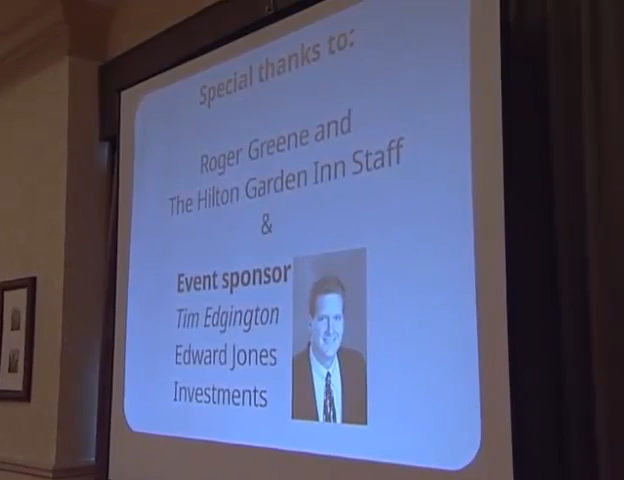 Special thanks to:
Roger Greene and
The Hilton Garden Inn Staff
&
Event sponsor
Tim Edgington
Edward Jones
Investments